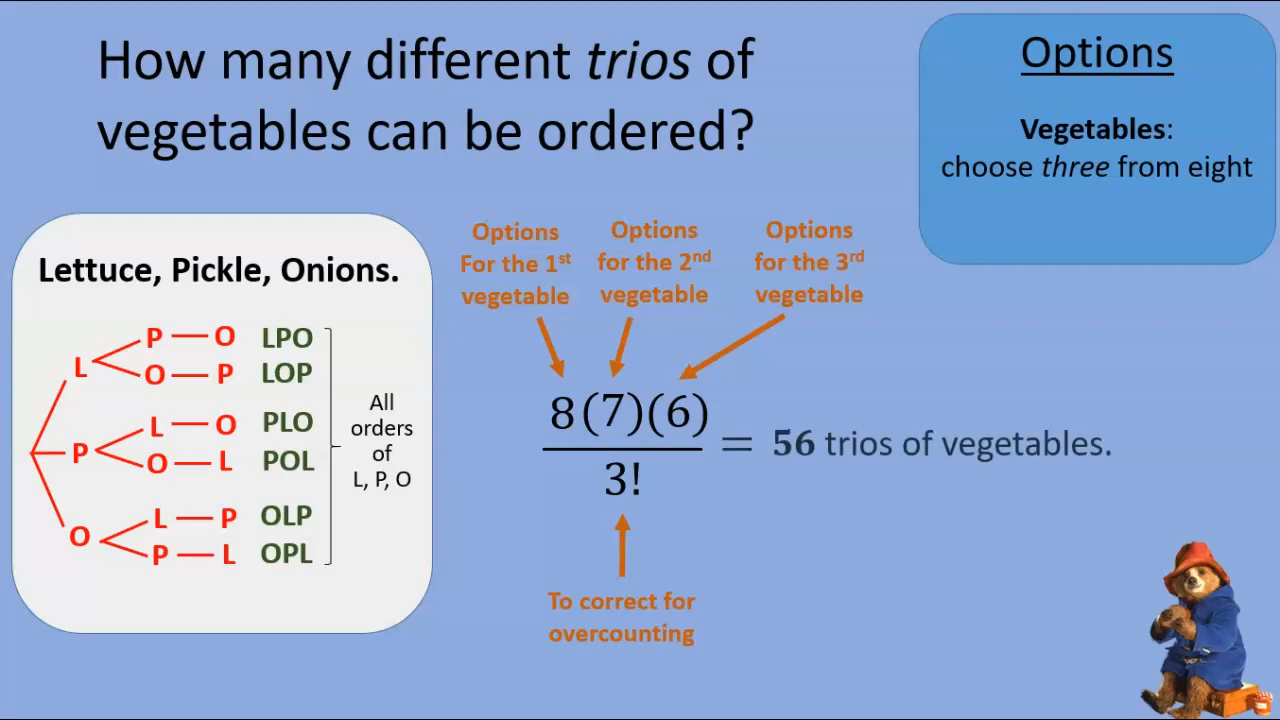 How many different trios of
vegetables can be ordered?
Options
Vegetables:
choose three from eight
Lettuce, Pickle, Onions.
L
P — O
LPO
O — P
LOP
P
L — O
PLO
O — L
POL
O
L — P
OLP
P — L
OPL
All
orders
of
L, P, O
Options
For the 1st
vegetable
Options
for the 2nd
vegetable
Options
for the 3rd
vegetable
8(7)(6)
3!
= 56 trios of vegetables.
To correct for
overcounting